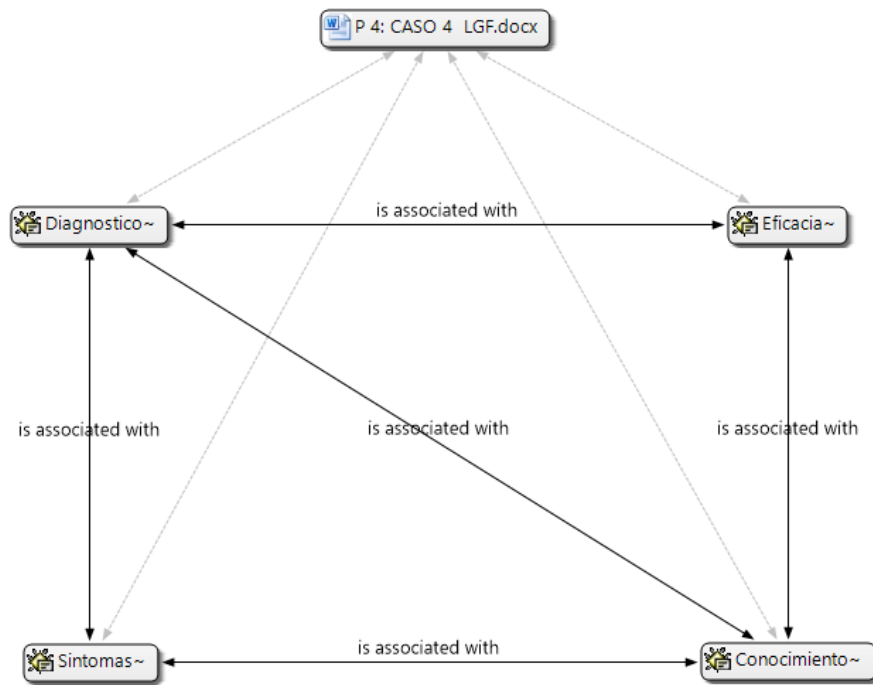 P 4: CASO 4 LGF.docx
is associated with
Diagnostico~
Eficacia~
is associated with
is associated with
is associated with
is associated with
Sintomas~
Conocimiento~